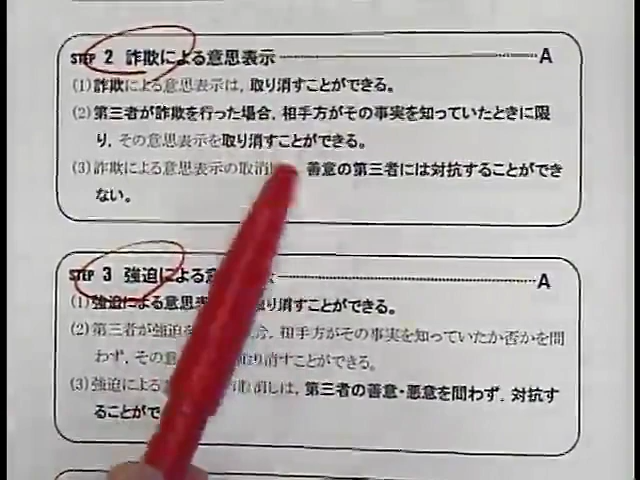 STEP 2 詐欺による意思表示 A
(1)詐欺による意思表示は,取り消すことができる。
(2)第三者が詐欺を行った場合,相手方がその事実を知っていたときに限
り,その意思表示を取り消すことができる。
(3)詐欺による意思表示の取消 善意の第三者には対抗することができ
ない。
STEP 3 強迫による A
(1)強迫による意思 消すことができる。
(2)第三者が強迫 相手方がその事実を知っていたか否かを問
わず,その意 取り消すことができる。
(3)強迫による 消しは,第三者の善意・悪意を問わず,対抗す
ることがで